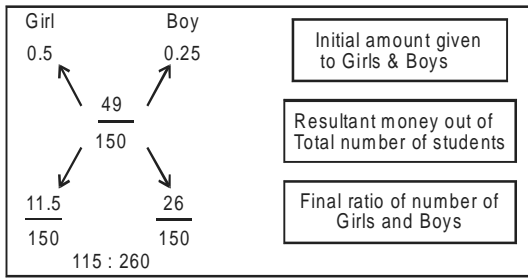 Girl Boy
0.5 0.25
49
150
11.5 26
150 150
115 : 260
Initial amount given
to Girls & Boys
Resultant money out of
Total number of students
Final ratio of number of
Girls and Boys